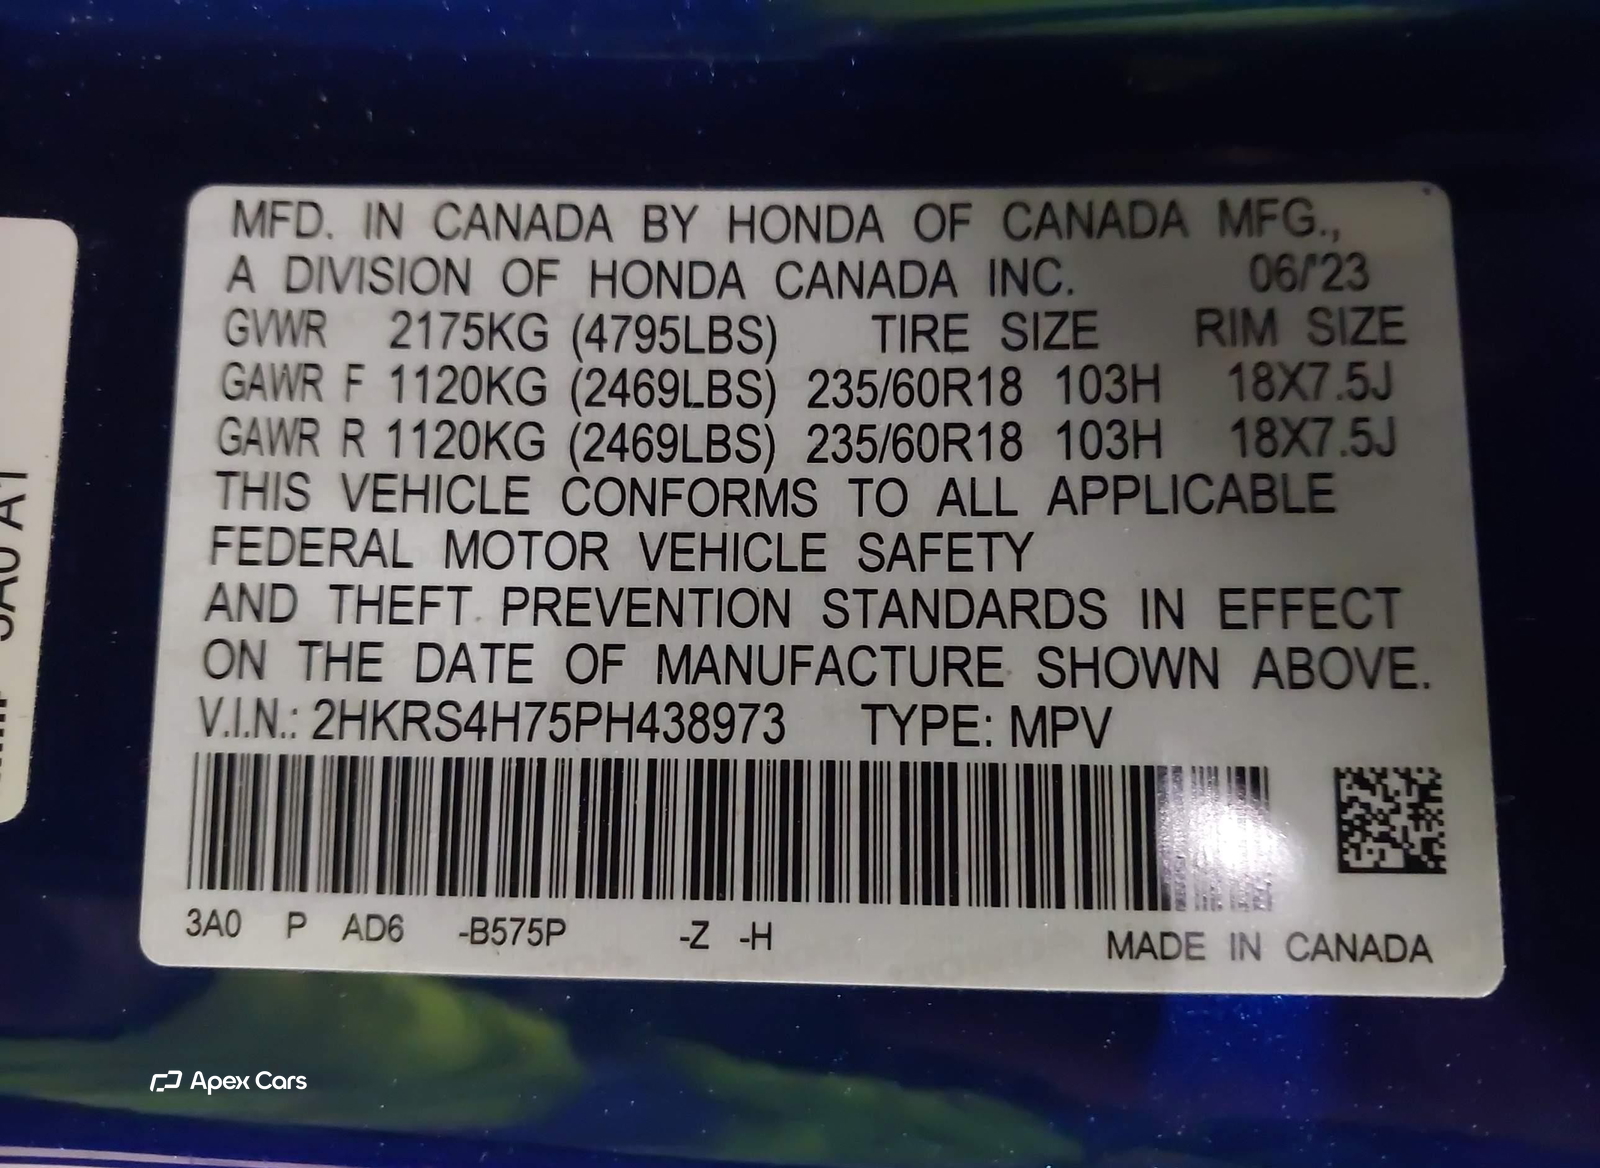 MFD. IN CANADA BY HONDA OF CANADA MFG.,
A DIVISION OF HONDA CANADA INC. 06/'23
GVWR 2175KG (4795LBS) TIRE SIZE RIM SIZE
GAWR F 1120KG (2469LBS) 235/60R18 103H 18X7.5J
GAWR R 1120KG (2469LBS) 235/60R18 103H 18X7.5J
THIS VEHICLE CONFORMS TO ALL APPLICABLE
FEDERAL MOTOR VEHICLE SAFETY
AND THEFT PREVENTION STANDARDS IN EFFECT
ON THE DATE OF MANUFACTURE SHOWN ABOVE.
V.I.N.: 2HKRS4H75PH438973 TYPE: MPV
3A0 P AD6 -B575P -Z -H
MADE IN CANADA
Apex Cars